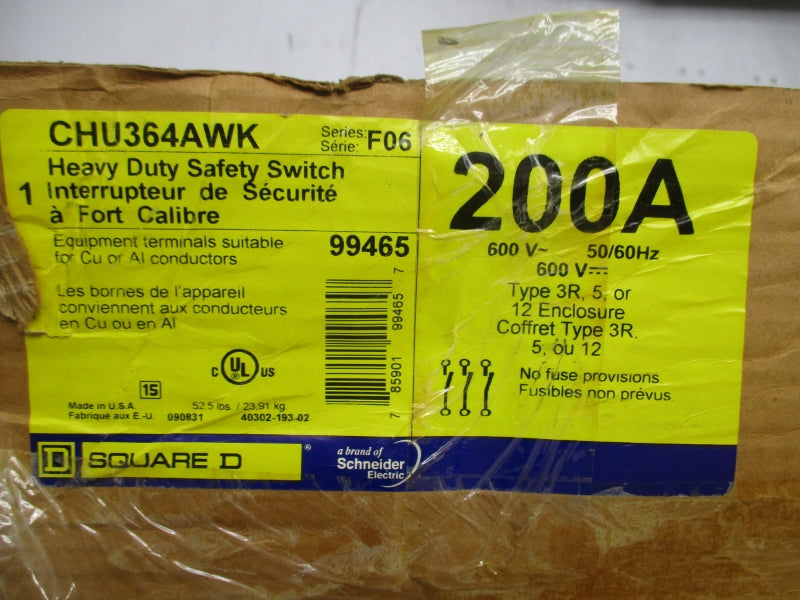 CHU364AWK
Series:
Série: F06
1
Heavy Duty Safety Switch
Interrupteur de Sécurité
à Fort Calibre
Equipment terminals suitable
for Cu or Al conductors
99465
Les bornes de l'appareil
conviennent aux conducteurs
en Cu ou en Al
7 85901 99465 7
C UL US
15
Made in U.S.A.
Fabriqué aux E.-U. 090831
52.5 lbs / 23,91 kg
40302-193-02
200A
600 V~ 50/60Hz
600 V⎓
Type 3R, 5, or
12 Enclosure
Coffret Type 3R,
5, ou 12
No fuse provisions.
Fusibles non prévus.
D SQUARE D ®
a brand of
Schneider
Electric